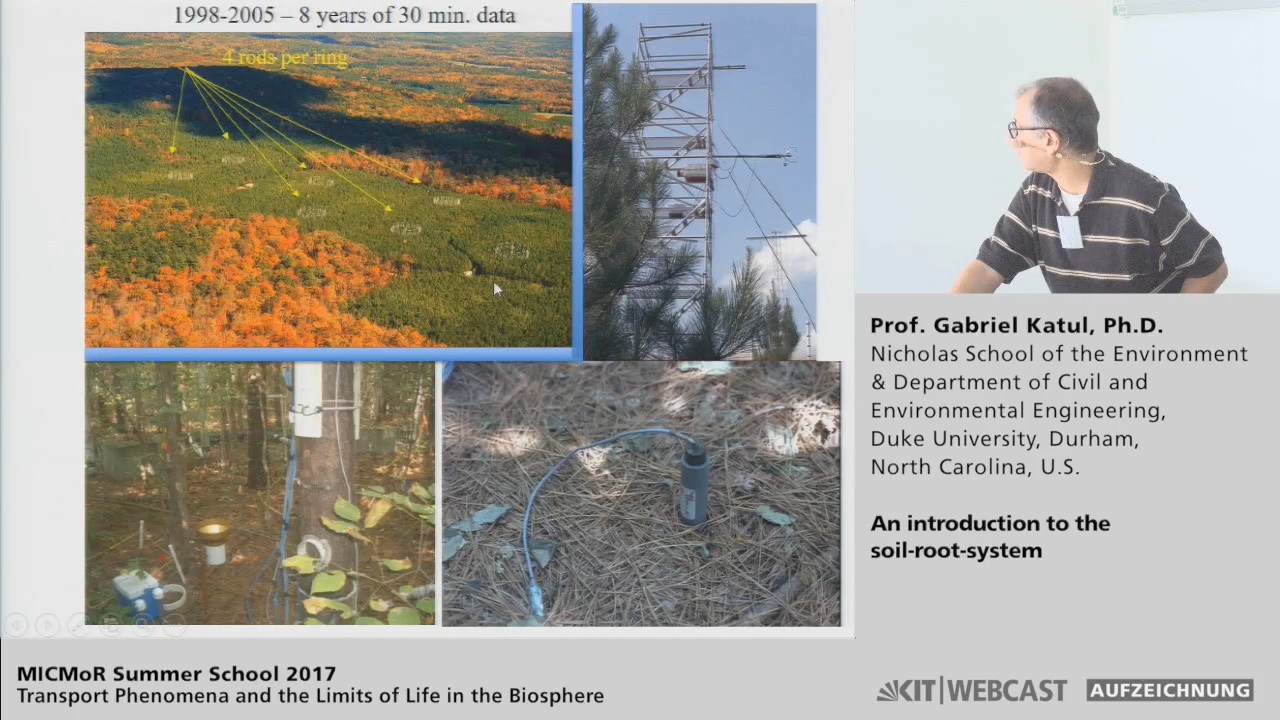 1998-2005 – 8 years of 30 min. data
4 rods per ring
Prof. Gabriel Katul, Ph.D.
Nicholas School of the Environment
& Department of Civil and
Environmental Engineering,
Duke University, Durham,
North Carolina, U.S.
An introduction to the
soil-root-system
MICMoR Summer School 2017
Transport Phenomena and the Limits of Life in the Biosphere
KIT|WEBCAST
AUFZEICHNUNG